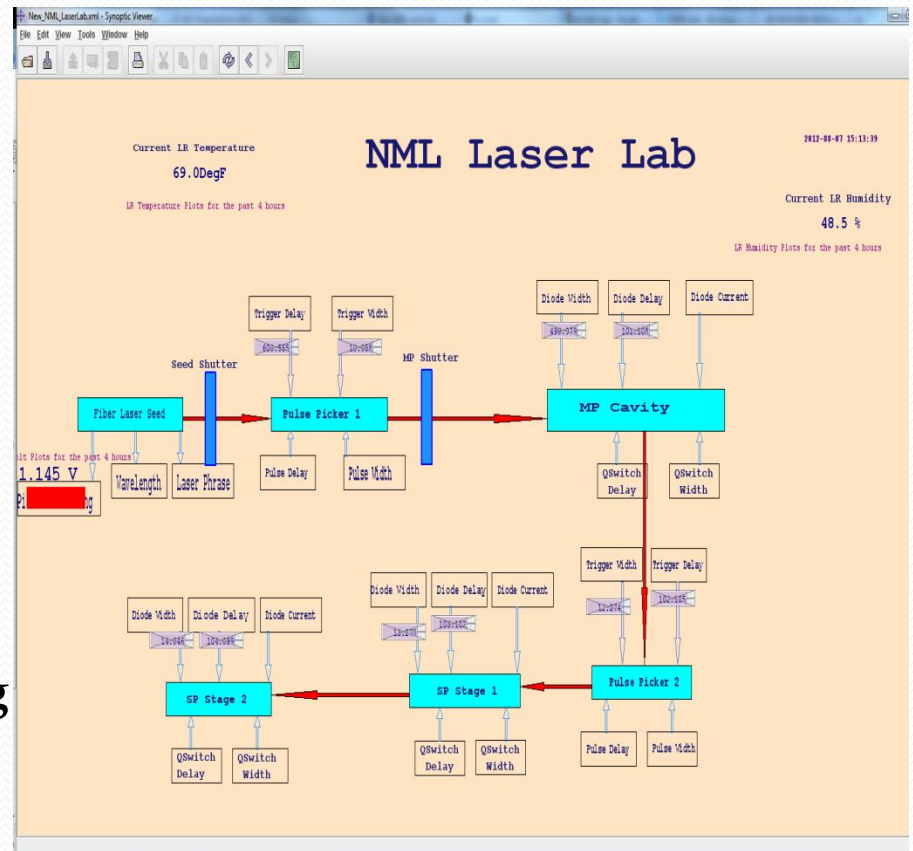 New_NML_LaserLab.xml - Synoptic Viewer
File Edit View Tools Window Help
NML Laser Lab
2012-08-07 15:13:39
Current LR Temperature
69.0DegF
LR Temperature Plots for the past 4 hours
Current LR Humidity
48.5 %
LR Humidity Plots for the past 4 hours
Trigger Delay
Trigger Width
Diode Width
Diode Delay
Diode Current
Seed Shutter
MP Shutter
Fiber Laser Seed
Pulse Picker 1
MP Cavity
Plots for the past 4 hours
1.145 V
Wavelength
Laser Phrase
Pulse Delay
Pulse Width
QSwitch
Delay
QSwitch
Width
Trigger Width
Trigger Delay
Diode Width
Diode Delay
Diode Current
Diode Width
Diode Delay
Diode Current
SP Stage 2
SP Stage 1
Pulse Picker 2
g
QSwitch
Delay
QSwitch
Width
QSwitch
Delay
QSwitch
Width
Pulse Delay
Pulse Width